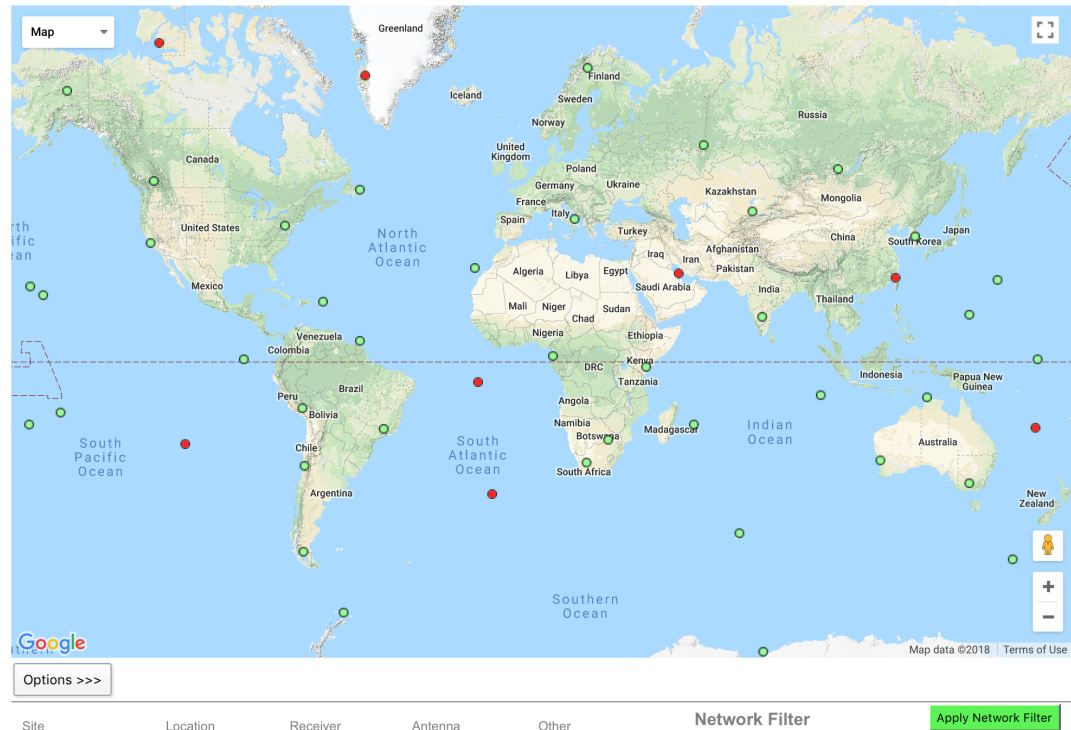 Map
Greenland
Iceland
Finland
Sweden
Norway
Russia
Canada
United
Kingdom
Poland
Germany
Ukraine
Kazakhstan
Mongolia
France
Italy
Spain
Turkey
United States
North
Atlantic
Ocean
Afghanistan
China
South Korea
Japan
Iraq
Iran
Pakistan
Algeria
Libya
Egypt
Saudi Arabia
Mexico
India
Thailand
Mali
Niger
Chad
Sudan
Nigeria
Ethiopia
Venezuela
Colombia
DRC
Kenya
Tanzania
Indonesia
Papua New
Guinea
Brazil
Peru
Bolivia
Angola
Namibia
Botswana
Madagascar
Indian
Ocean
Australia
South
Pacific
Ocean
South
Atlantic
Ocean
Chile
South Africa
Argentina
New
Zealand
Southern
Ocean
Google
Map data ©2018
Terms of Use
Options >>>
Site
Location
Receiver
Antenna
Other
Network Filter
Apply Network Filter